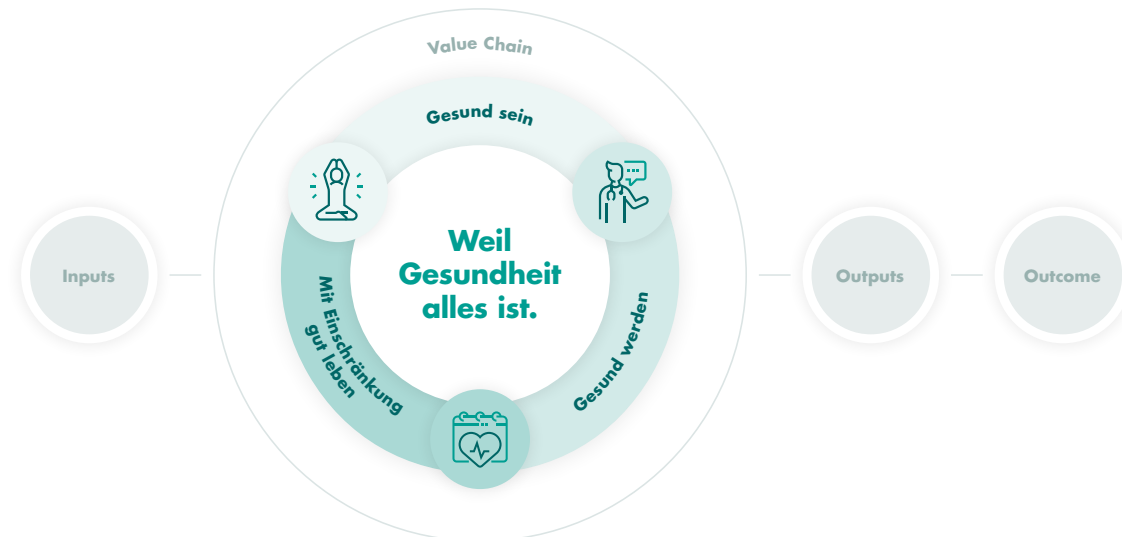 Value Chain
Gesund sein
Inputs
Weil
Gesundheit
alles ist.
Mit Einschränkung
gut leben
Gesund werden
Outputs
Outcome